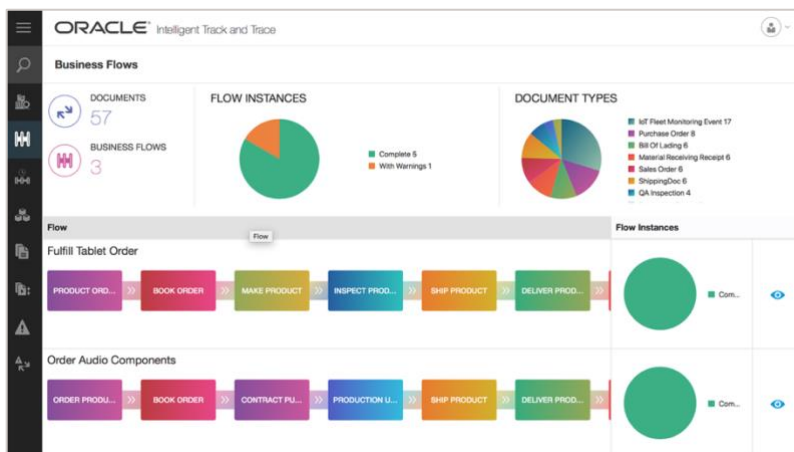 ORACLE® Intelligent Track and Trace
Business Flows
DOCUMENTS
57
BUSINESS FLOWS
3
FLOW INSTANCES
Complete 5
With Warnings 1
DOCUMENT TYPES
IoT Fleet Monitoring Event 17
Purchase Order 8
Bill Of Lading 6
Material Receiving Receipt 6
Sales Order 6
ShippingDoc 6
QA Inspection 4
Flow
Flow Instances
Flow
Fulfill Tablet Order
PRODUCT ORD... BOOK ORDER MAKE PRODUCT INSPECT PROD... SHIP PRODUCT DELIVER PROD...
Com...
Order Audio Components
ORDER PRODU... BOOK ORDER CONTRACT PU... PRODUCTION U... SHIP PRODUCT DELIVER PROD...
Com...